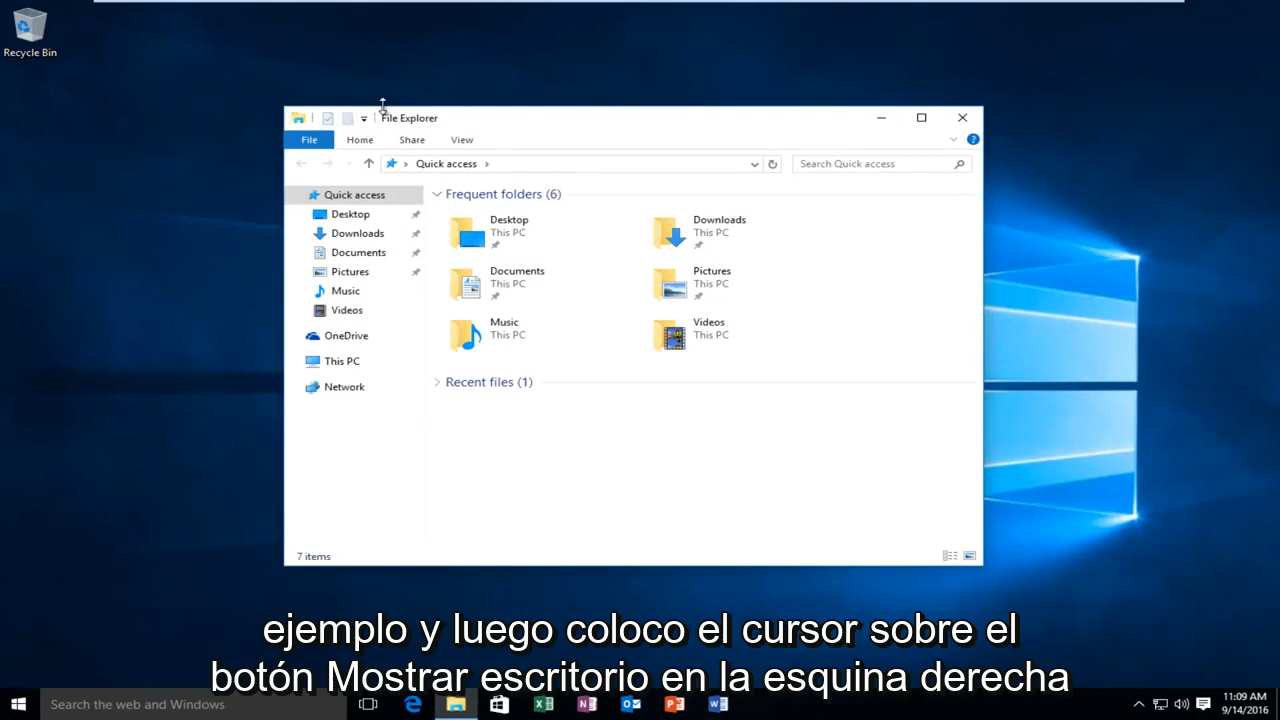 Recycle Bin
File Explorer
File Home Share View
Quick access
Search Quick access
Quick access
Desktop
Downloads
Documents
Pictures
Music
Videos
OneDrive
This PC
Network
Frequent folders (6)
Desktop
This PC
Downloads
This PC
Documents
This PC
Pictures
This PC
Music
This PC
Videos
This PC
Recent files (1)
7 items
ejemplo y luego coloco el cursor sobre el
botón Mostrar escritorio en la esquina derecha
Search the web and Windows
11:09 AM
9/14/2016